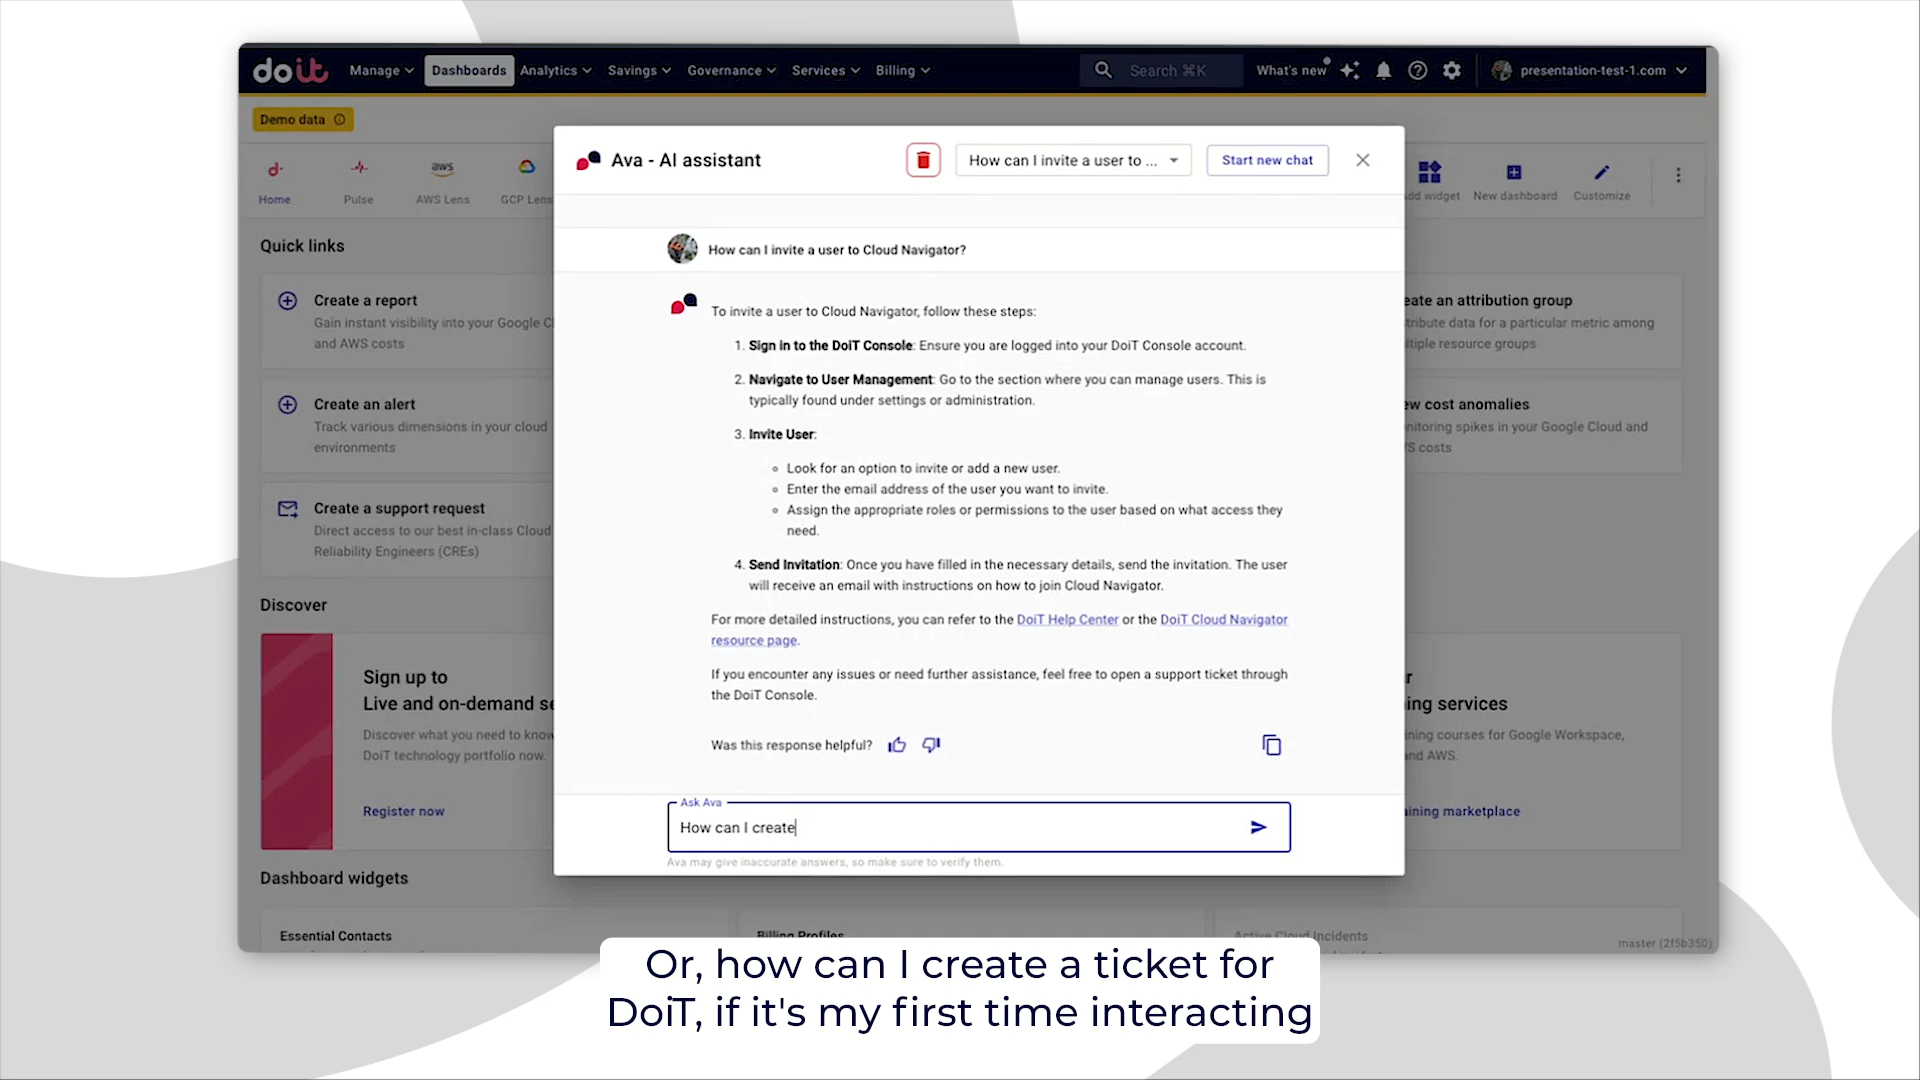 doit
Manage
Dashboards
Analytics
Savings
Governance
Services
Billing
Search ⌘K
What's new
presentation-test-1.com
Demo data
Home
Pulse
aws
AWS Lens
GCP Lens
dd widget
New dashboard
Customize
Ava - AI assistant
How can I invite a user to ...
Start new chat
Quick links
Create a report
Gain instant visibility into your Google C
and AWS costs
Create an alert
Track various dimensions in your cloud
environments
Create a support request
Direct access to our best in-class Cloud
Reliability Engineers (CREs)
eate an attribution group
tribute data for a particular metric among
ltiple resource groups
ew cost anomalies
nitoring spikes in your Google Cloud and
S costs
How can I invite a user to Cloud Navigator?
To invite a user to Cloud Navigator, follow these steps:
1. Sign in to the DoiT Console: Ensure you are logged into your DoiT Console account.
2. Navigate to User Management: Go to the section where you can manage users. This is
typically found under settings or administration.
3. Invite User:
Look for an option to invite or add a new user.
Enter the email address of the user you want to invite.
Assign the appropriate roles or permissions to the user based on what access they
need.
4. Send Invitation: Once you have filled in the necessary details, send the invitation. The user
will receive an email with instructions on how to join Cloud Navigator.
For more detailed instructions, you can refer to the DoiT Help Center or the DoiT Cloud Navigator
resource page.
If you encounter any issues or need further assistance, feel free to open a support ticket through
the DoiT Console.
Was this response helpful?
Ask Ava
How can I create
Ava may give inaccurate answers, so make sure to verify them.
Discover
Sign up to
Live and on-demand se
Discover what you need to know
DoiT technology portfolio now.
Register now
r
ing services
ning courses for Google Workspace,
nd AWS.
aining marketplace
Dashboard widgets
Essential Contacts
Billing Profiles
Active Cloud Incidents
master (2f5b350)
Or, how can I create a ticket for
DoiT, if it's my first time interacting